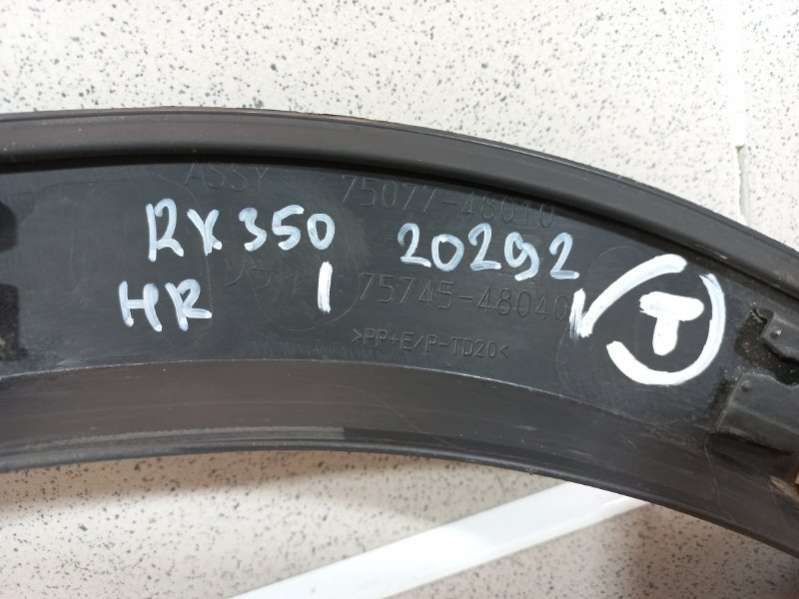 ASSY 75077-48010
RX350 20292
HR 1 75745-48040 T
>PP+E/P-TD20<